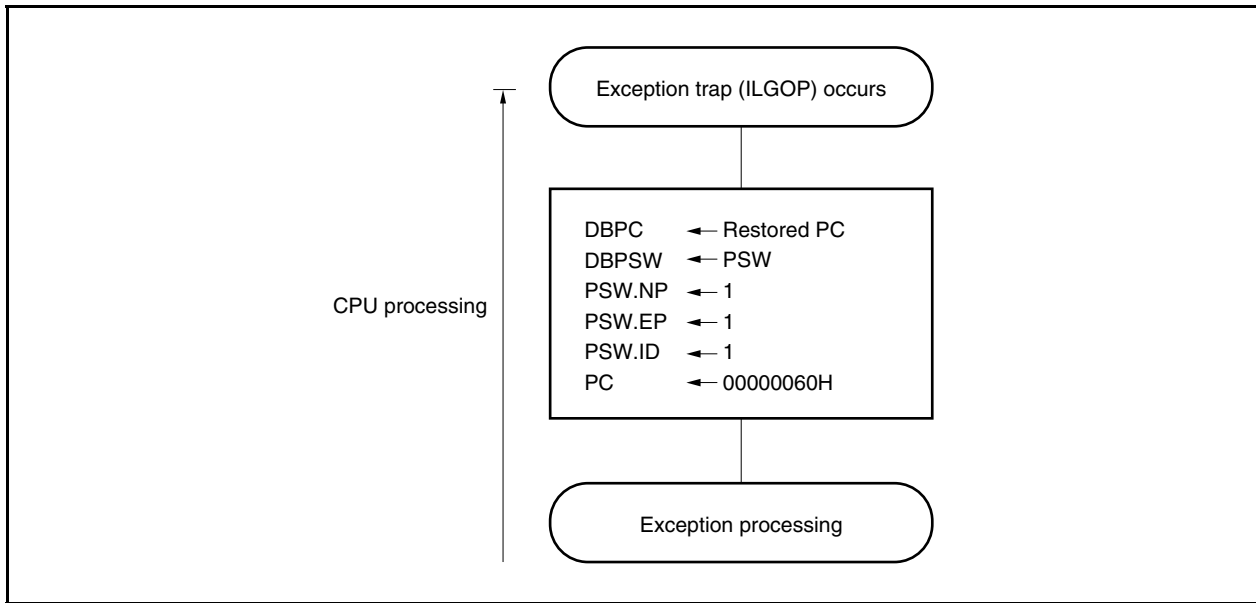 Exception trap (ILGOP) occurs
CPU processing
DBPC ← Restored PC
DBPSW ← PSW
PSW.NP ← 1
PSW.EP ← 1
PSW.ID ← 1
PC ← 00000060H
Exception processing